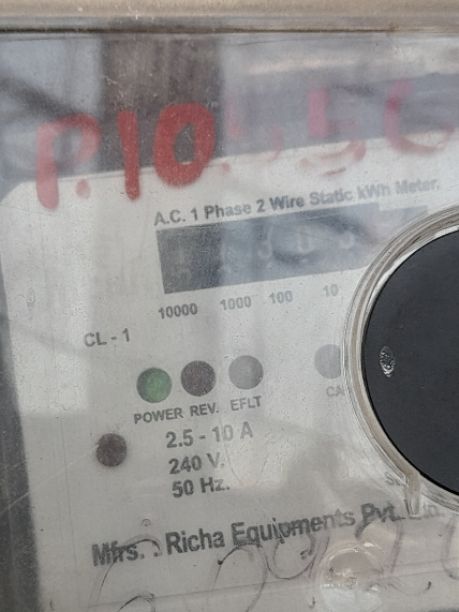 P.10
A.C. 1 Phase 2 Wire Static kWh Meter.
10000 1000 100 10
CL - 1
POWER REV. EFLT
2.5 - 10 A
240 V.
50 Hz.
Mfrs. : Richa Equipments Pvt. Ltd.